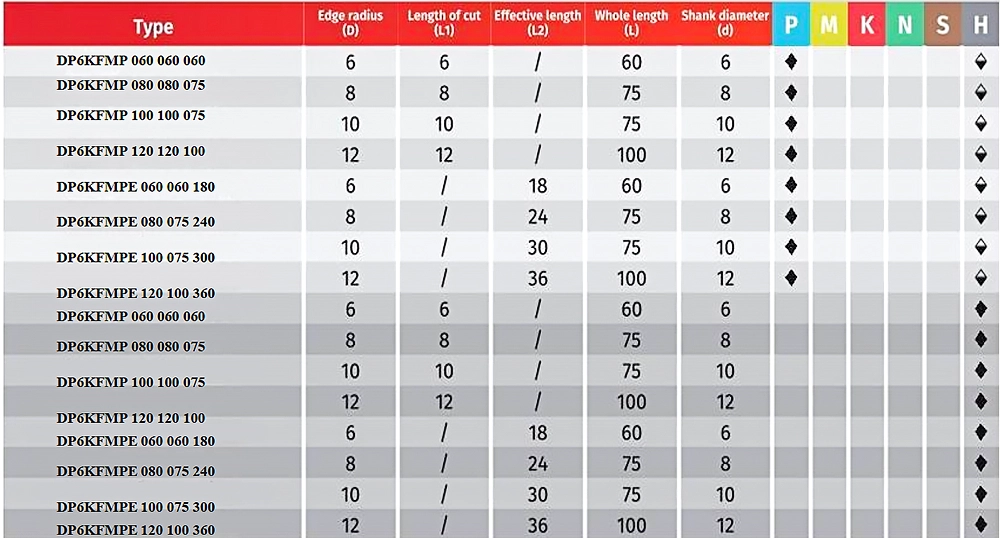 Type Edge radius (D) Length of cut (L1) Effective length (L2) Whole length (L) Shank diameter (d) P M K N S H
DP6KFMP 060 060 060 6 6 / 60 6
DP6KFMP 080 080 075 8 8 / 75 8
DP6KFMP 100 100 075 10 10 / 75 10
DP6KFMP 120 120 100 12 12 / 100 12
DP6KFMPE 060 060 180 6 / 18 60 6
DP6KFMPE 080 075 240 8 / 24 75 8
DP6KFMPE 100 075 300 10 / 30 75 10
DP6KFMPE 120 100 360 12 / 36 100 12
DP6KFMP 060 060 060 6 6 / 60 6
DP6KFMP 080 080 075 8 8 / 75 8
DP6KFMP 100 100 075 10 10 / 75 10
DP6KFMP 120 120 100 12 12 / 100 12
DP6KFMPE 060 060 180 6 / 18 60 6
DP6KFMPE 080 075 240 8 / 24 75 8
DP6KFMPE 100 075 300 10 / 30 75 10
DP6KFMPE 120 100 360 12 / 36 100 12